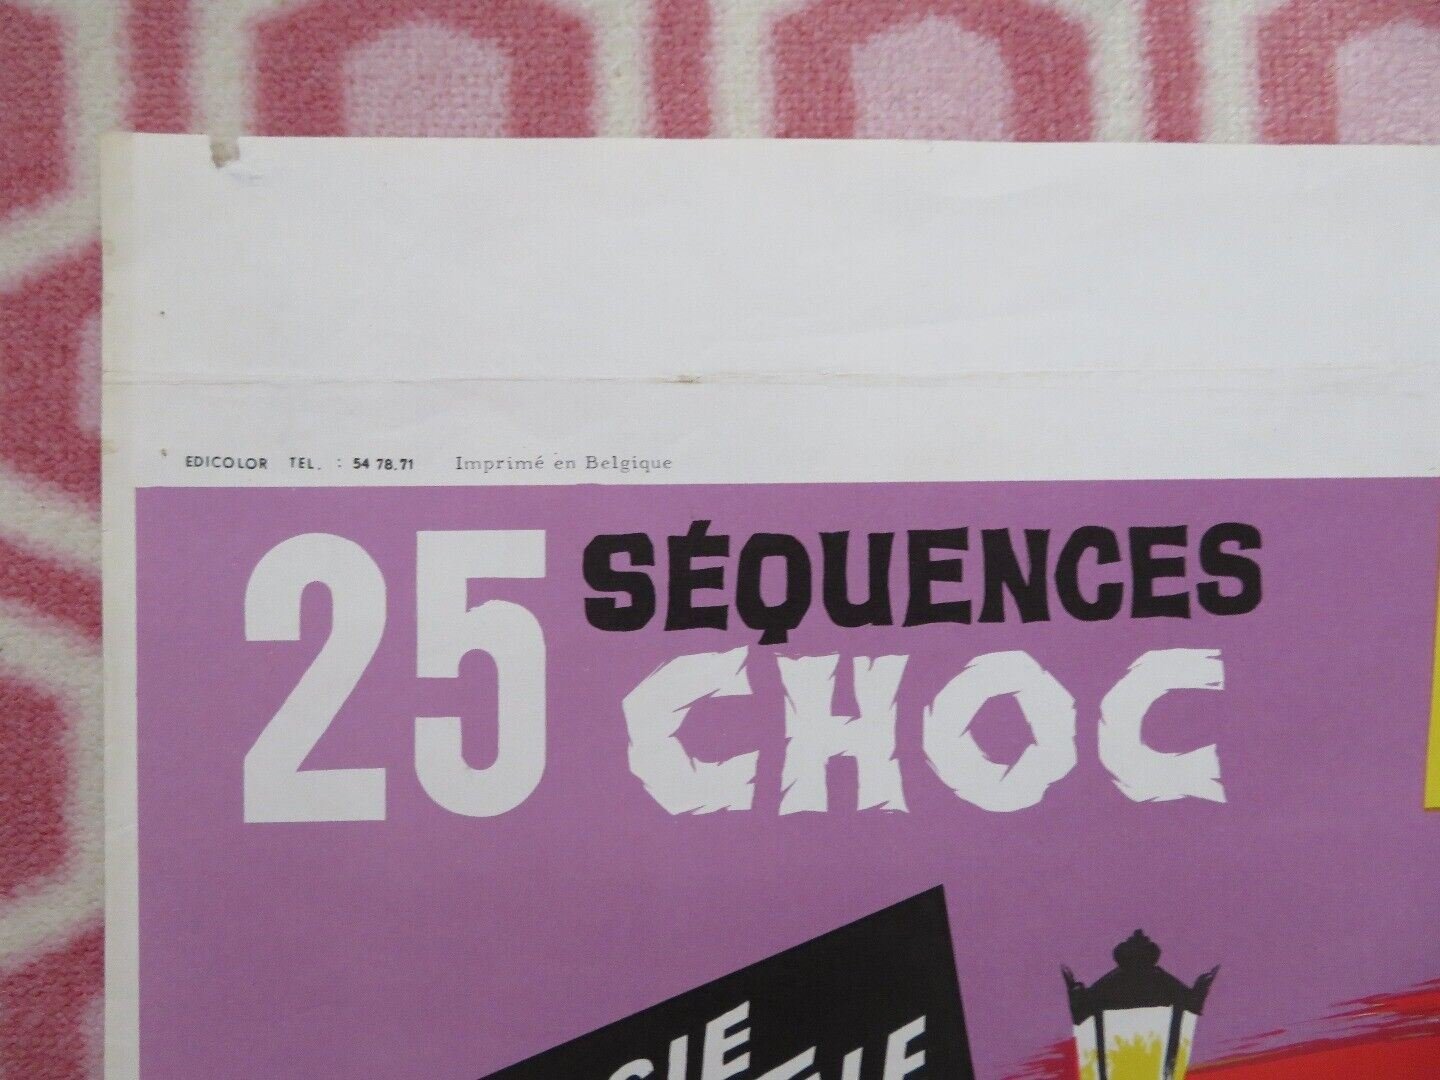 EDICOLOR TEL. : 54 78.71 Imprimé en Belgique
25 SÉQUENCES
CHOC